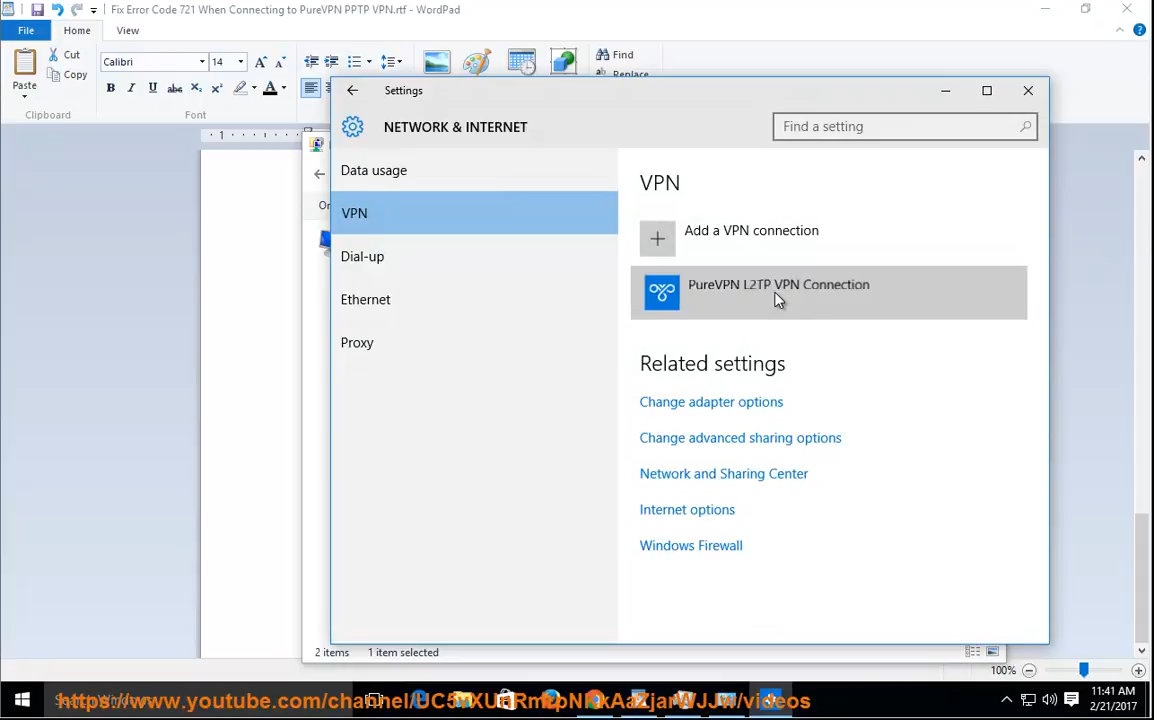 Fix Error Code 721 When Connecting to PureVPN PPTP VPN.rtf - WordPad
File
Home
View
Paste
Cut
Copy
Clipboard
Calibri
14
Font
Find
Replace
1
Settings
NETWORK & INTERNET
Find a setting
Data usage
VPN
Dial-up
Ethernet
Proxy
Or
VPN
Add a VPN connection
PureVPN L2TP VPN Connection
Related settings
Change adapter options
Change advanced sharing options
Network and Sharing Center
Internet options
Windows Firewall
2 items
1 item selected
100%
11:41 AM
2/21/2017